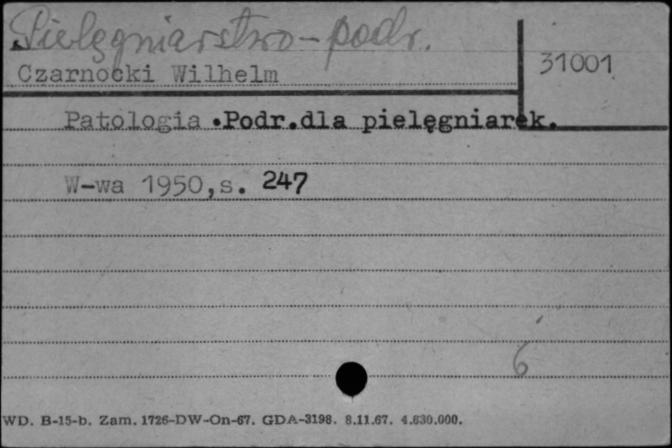 Pielęgniarstwo-podr.
Czarnocki Wilhelm
31001
Patologia.Podr.dla pielęgniarek.
W-wa 1950,s. 247
6
WD. B-15-b. Zam. 1726-DW-On-67. GDA-3198. 8.11.67. 4.630.000.